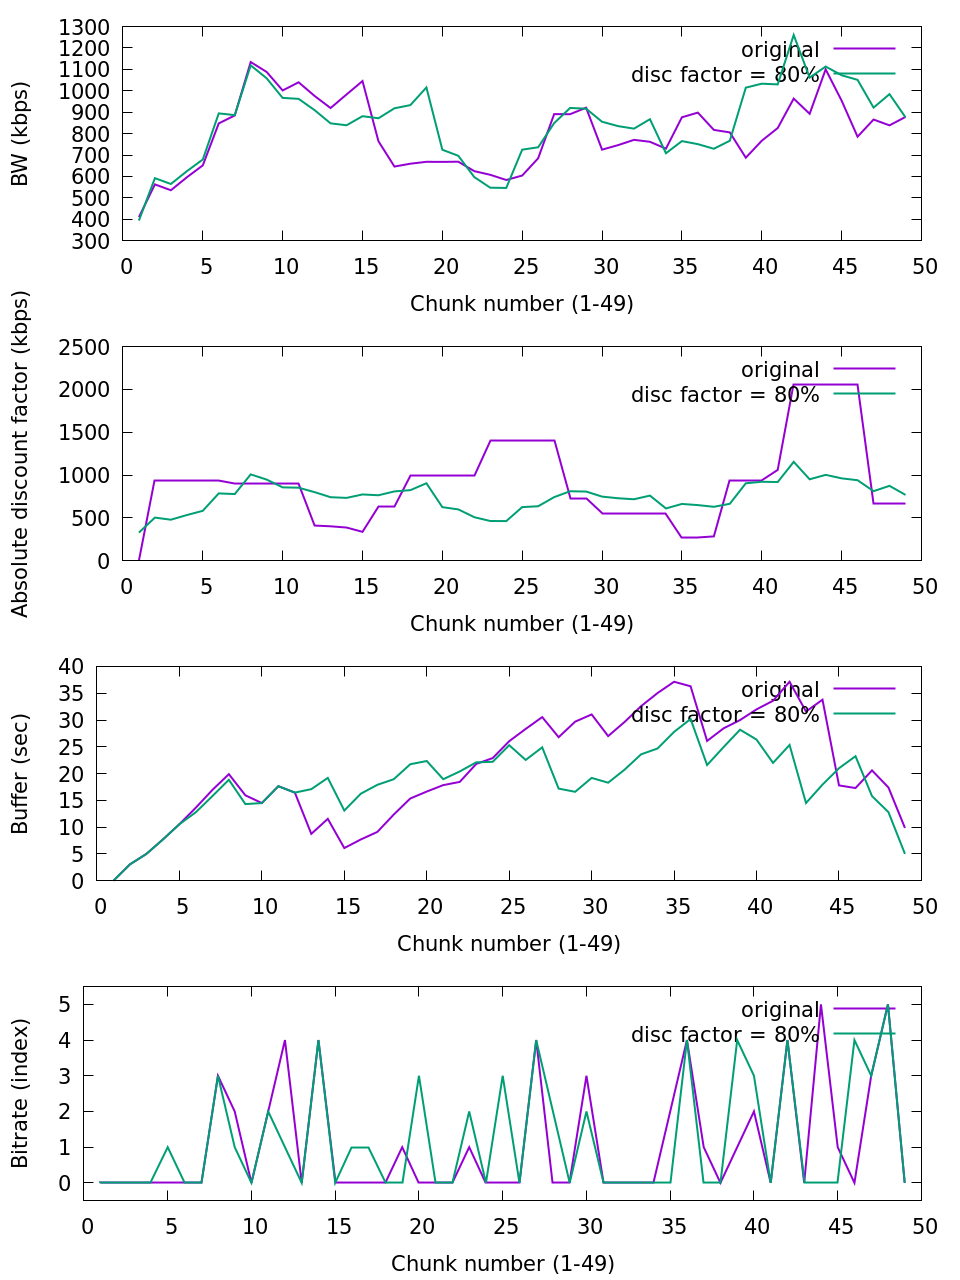 BW (kbps)
1300
1200
1100
1000
900
800
700
600
500
400
300
original
disc factor = 80%
0 5 10 15 20 25 30 35 40 45 50
Chunk number (1-49)
Absolute discount factor (kbps)
2500
2000
1500
1000
500
0
original
disc factor = 80%
0 5 10 15 20 25 30 35 40 45 50
Chunk number (1-49)
Buffer (sec)
40
35
30
25
20
15
10
5
0
original
disc factor = 80%
0 5 10 15 20 25 30 35 40 45 50
Chunk number (1-49)
Bitrate (index)
5
4
3
2
1
0
original
disc factor = 80%
0 5 10 15 20 25 30 35 40 45 50
Chunk number (1-49)